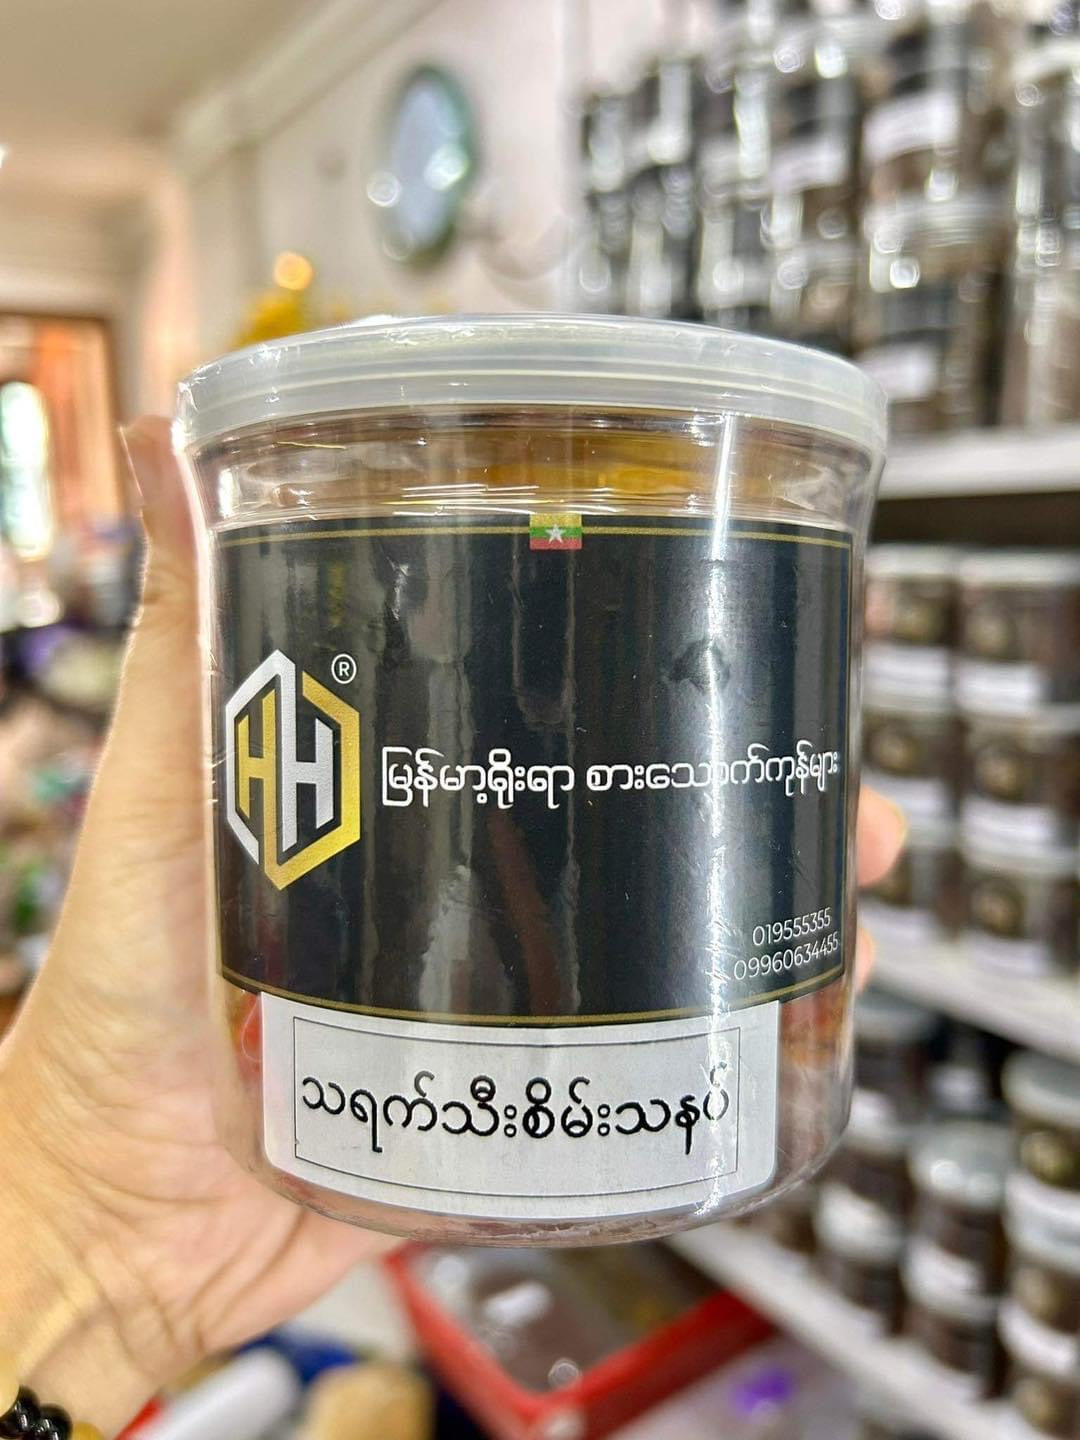 HH
®
မြန်မာ့ရိုးရာ စားသောက်ကုန်များ
019555355
09960634455
သရက်သီးစိမ်းသနပ်